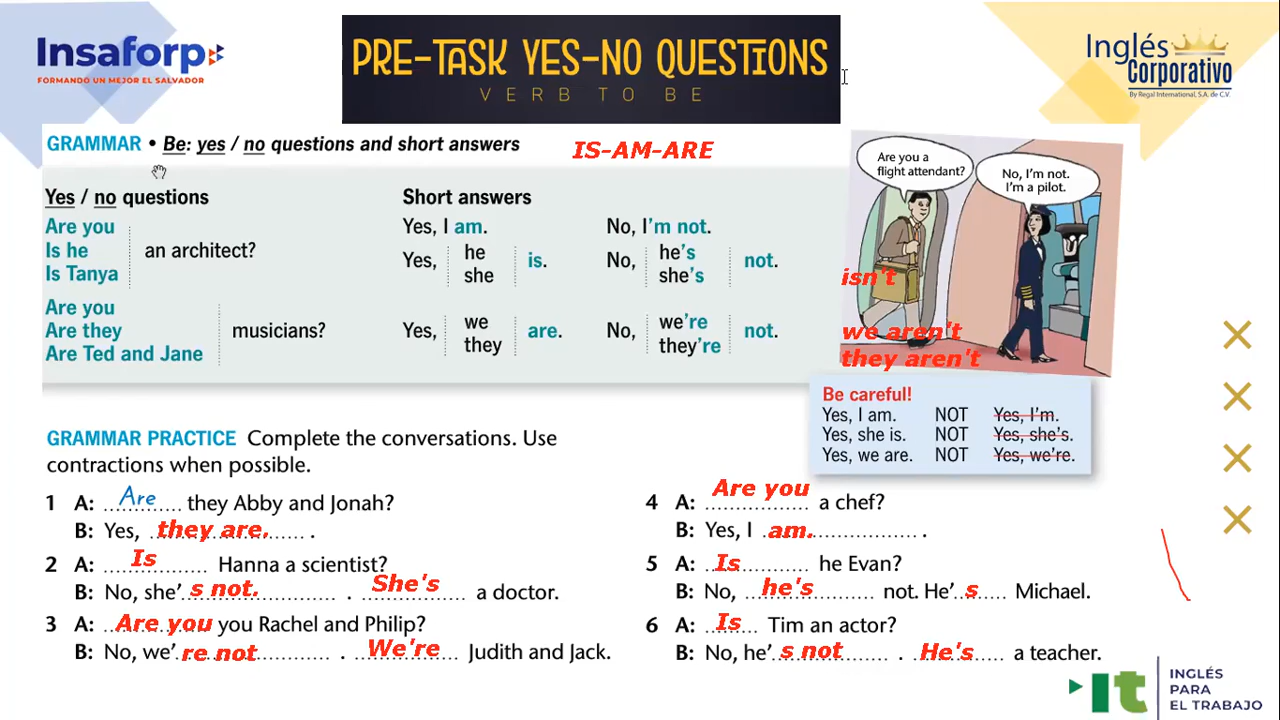 Insaforp
FORMANDO UN MEJOR EL SALVADOR
PRE-TASK YES-NO QUESTIONS
VERB TO BE
Inglés
Corporativo
By Regal International, S.A. de C.V.
GRAMMAR • Be: yes / no questions and short answers
IS-AM-ARE
Yes / no questions
Are you
Is he
Is Tanya
an architect?
Are you
Are they
Are Ted and Jane
musicians?
Short answers
Yes, I am.
No, I'm not.
Yes,
he
she
is.
No,
he's
she's
not.
isn't
Yes,
we
they
are.
No,
we're
they're
not.
we aren't
they aren't
Are you a
flight attendant?
No, I'm not.
I'm a pilot.
Be careful!
Yes, I am. NOT Yes, I'm.
Yes, she is. NOT Yes, she's.
Yes, we are. NOT Yes, we're.
GRAMMAR PRACTICE Complete the conversations. Use
contractions when possible.
1 A: Are they Abby and Jonah?
B: Yes, they are. .
2 A: Is Hanna a scientist?
B: No, she's not. . She's a doctor.
3 A: Are you you Rachel and Philip?
B: No, we're not . We're Judith and Jack.
4 A: Are you a chef?
B: Yes, I am. .
5 A: Is he Evan?
B: No, he's not. He's Michael.
6 A: Is Tim an actor?
B: No, he's not . He's a teacher.
It
INGLÉS
PARA
EL TRABAJO